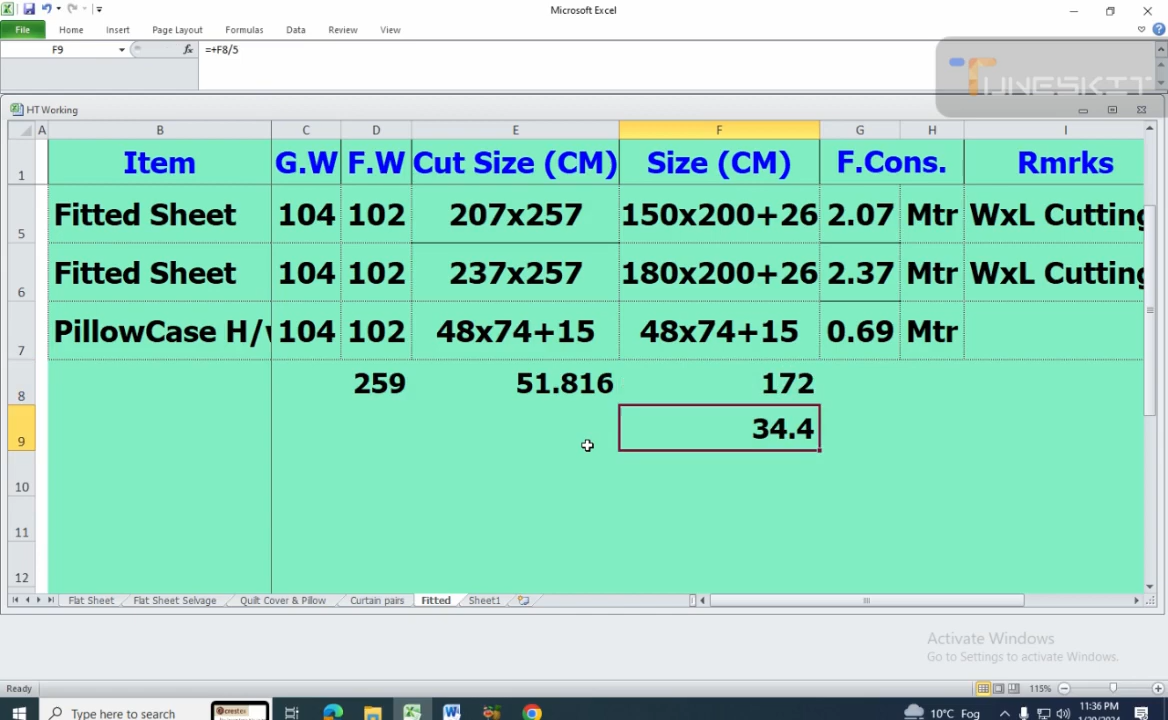 Microsoft Excel
File Home Insert Page Layout Formulas Data Review View
F9 fx =+F8/5
TUNESKIT
HT Working
A B C D E F G H I
1 Item G.W F.W Cut Size (CM) Size (CM) F.Cons. Rmrks
5 Fitted Sheet 104 102 207x257 150x200+26 2.07 Mtr WxL Cutting
6 Fitted Sheet 104 102 237x257 180x200+26 2.37 Mtr WxL Cutting
7 PillowCase H/w 104 102 48x74+15 48x74+15 0.69 Mtr
8 259 51.816 172
9 34.4
10
11
12
Flat Sheet Flat Sheet Selvage Quilt Cover & Pillow Curtain pairs Fitted Sheet1
Activate Windows
Go to Settings to activate Windows.
Ready 115%
Type here to search 10°C Fog 11:36 PM